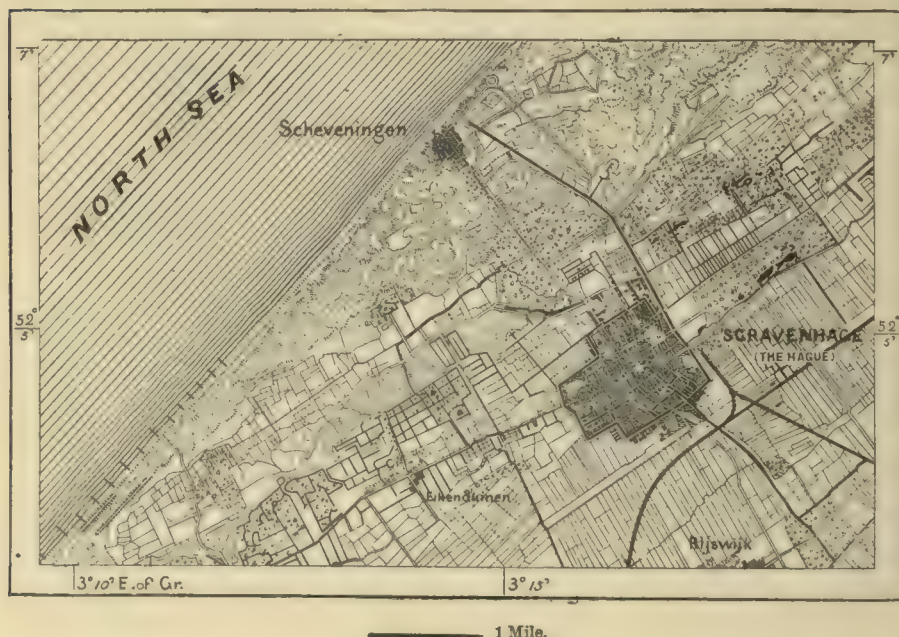 7'
7'
NORTH SEA
Scheveningen
52°
5'
52°
5'
SGRAVENHAGE
(THE HAGUE)
Eikenduinen
Rijswijk
3°10' E. of Gr.
3°15'
1 Mile.